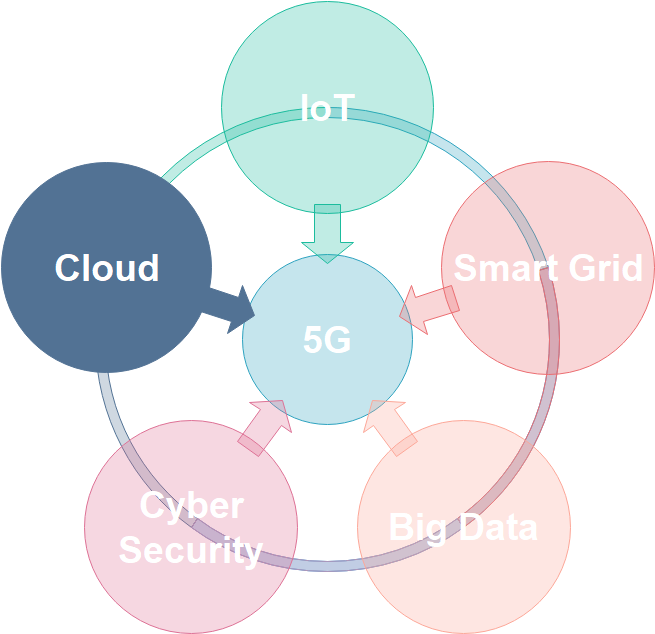 IoT
Cloud
Smart Grid
5G
Cyber
Security
Big Data